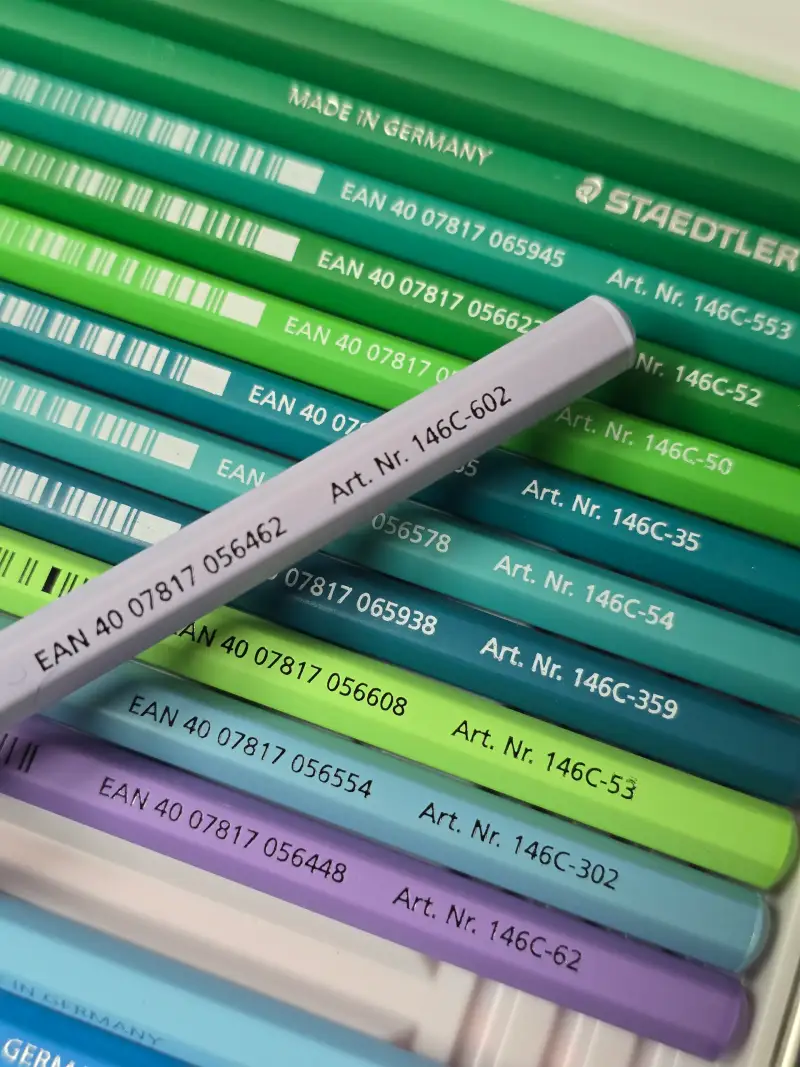 MADE IN GERMANY
STAEDTLER
EAN 40 07817 065945 Art. Nr. 146C-553
EAN 40 07817 056622 Nr. 146C-52
EAN 40 07817 Art. Nr. 146C-50
EAN 40 Art. Nr. 146C-35
EAN 056578 Art. Nr. 146C-54
07817 065938 Art. Nr. 146C-359
EAN 40 07817 056462 Art. Nr. 146C-602
EAN 40 07817 056608 Art. Nr. 146C-53
EAN 40 07817 056554 Art. Nr. 146C-302
EAN 40 07817 056448 Art. Nr. 146C-62
IN GERMANY